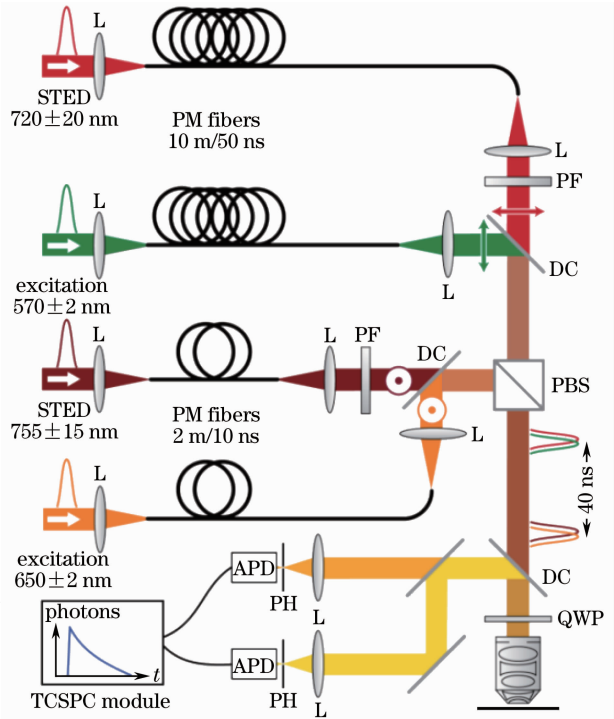 L
STED
720±20 nm
PM fibers
10 m/50 ns
L
PF
L
excitation
570±2 nm
L
DC
L
STED
755±15 nm
PM fibers
2 m/10 ns
L
PF
DC
PBS
L
40 ns
L
excitation
650±2 nm
APD
PH
L
DC
QWP
photons
t
TCSPC module
APD
PH
L